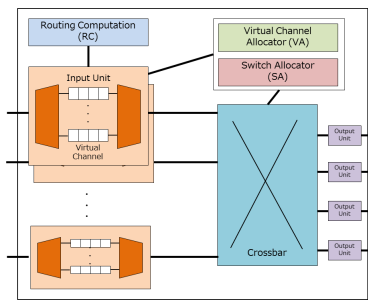 Routing Computation
(RC)
Virtual Channel
Allocator (VA)
Switch Allocator
(SA)
Input Unit
Virtual
Channel
Crossbar
Output
Unit
Output
Unit
Output
Unit
Output
Unit